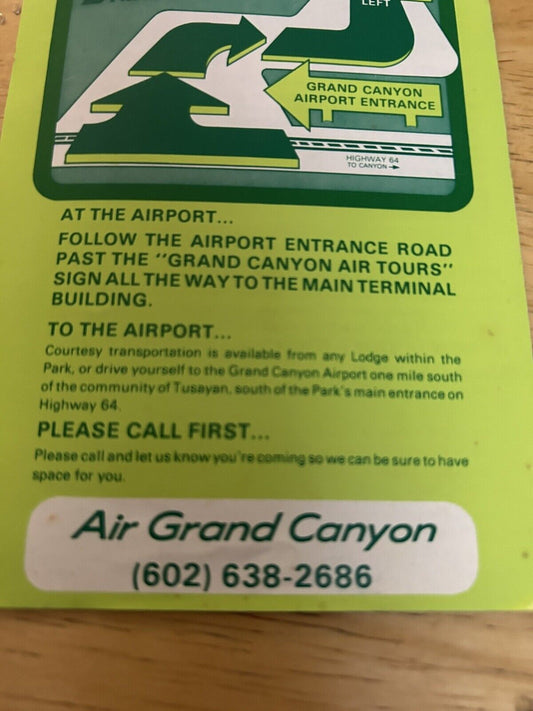 LEFT
GRAND CANYON
AIRPORT ENTRANCE
HIGHWAY 64
TO CANYON →
AT THE AIRPORT...
FOLLOW THE AIRPORT ENTRANCE ROAD
PAST THE "GRAND CANYON AIR TOURS"
SIGN ALL THE WAY TO THE MAIN TERMINAL
BUILDING.
TO THE AIRPORT...
Courtesy transportation is available from any Lodge within the
Park, or drive yourself to the Grand Canyon Airport one mile south
of the community of Tusayan, south of the Park's main entrance on
Highway 64.
PLEASE CALL FIRST...
Please call and let us know you're coming so we can be sure to have
space for you.
Air Grand Canyon
(602) 638-2686